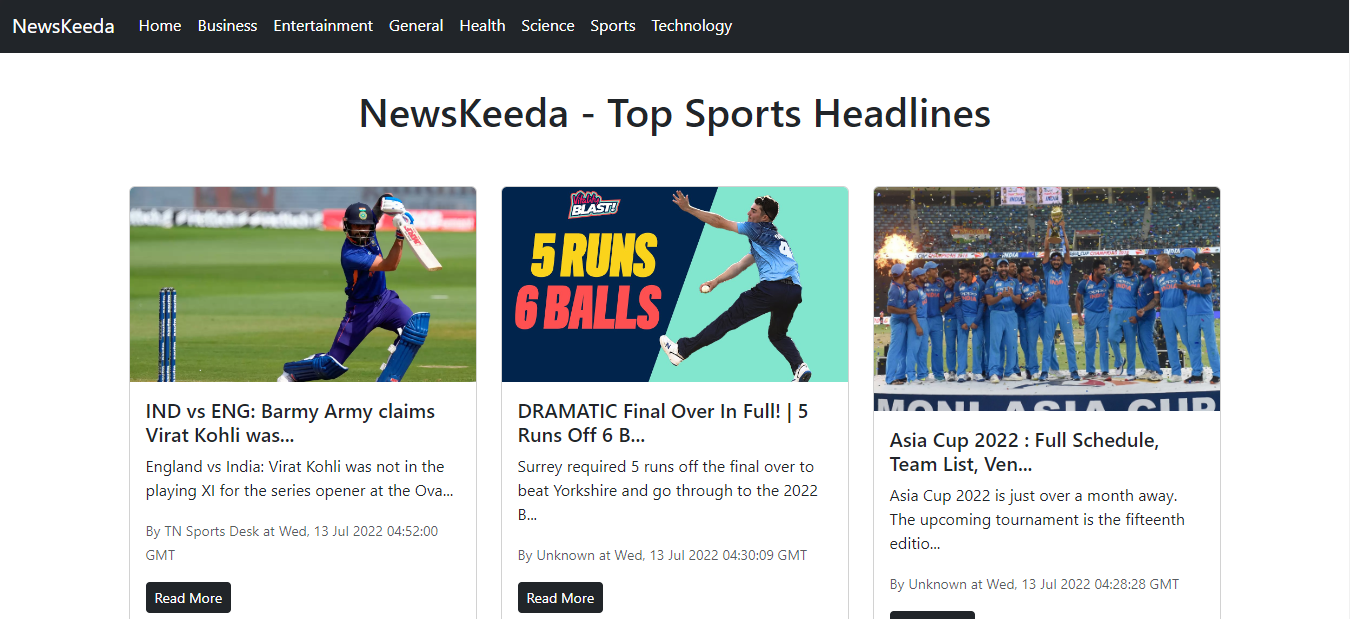 NewsKeeda Home Business Entertainment General Health Science Sports Technology
NewsKeeda - Top Sports Headlines
IND vs ENG: Barmy Army claims
Virat Kohli was...
England vs India: Virat Kohli was not in the
playing XI for the series opener at the Ova...
By TN Sports Desk at Wed, 13 Jul 2022 04:52:00
GMT
Read More
BLAST!
5 RUNS
6 BALLS
DRAMATIC Final Over In Full! | 5
Runs Off 6 B...
Surrey required 5 runs off the final over to
beat Yorkshire and go through to the 2022
B...
By Unknown at Wed, 13 Jul 2022 04:30:09 GMT
Read More
INDIA
ASIA CUP
Asia Cup 2022 : Full Schedule,
Team List, Ven...
Asia Cup 2022 is just over a month away.
The upcoming tournament is the fifteenth
editio...
By Unknown at Wed, 13 Jul 2022 04:28:28 GMT